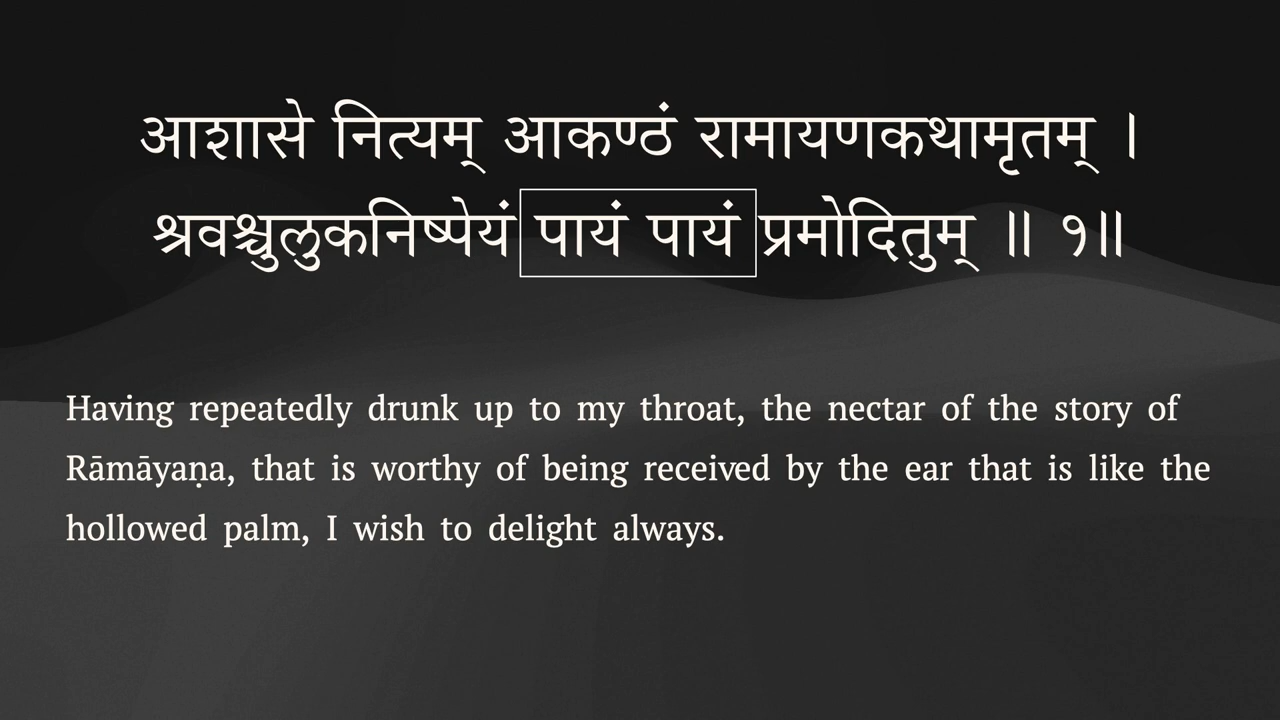 आशासे नित्यम् आकण्ठं रामायणकथामृतम् ।
श्रवश्चुलुकनिष्पेयं पायं पायं प्रमोदितुम् ॥ १॥
Having repeatedly drunk up to my throat, the nectar of the story of
Rāmāyaṇa, that is worthy of being received by the ear that is like the
hollowed palm, I wish to delight always.